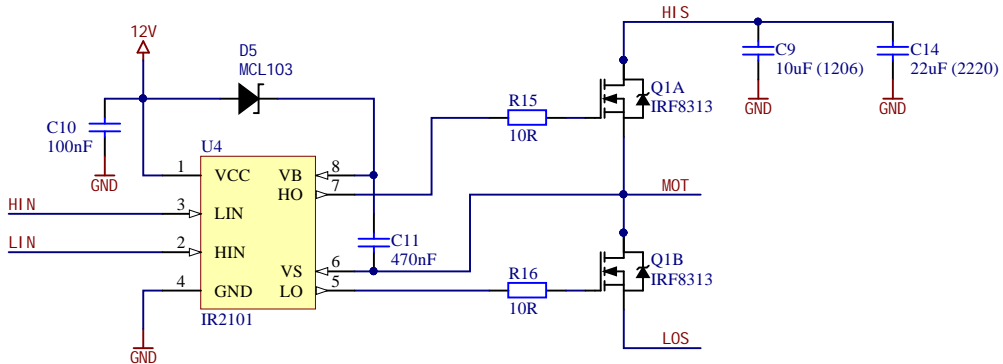 HIS
12V
D5
MCL103
C9
10uF (1206)
C14
22uF (2220)
GND
GND
Q1A
IRF8313
R15
10R
C10
100nF
GND
U4
1
VCC
VB
8
HO
7
HIN
3
LIN
MOT
LIN
2
HIN
C11
470nF
VS
6
4
GND
LO
5
R16
10R
Q1B
IRF8313
IR2101
GND
LOS